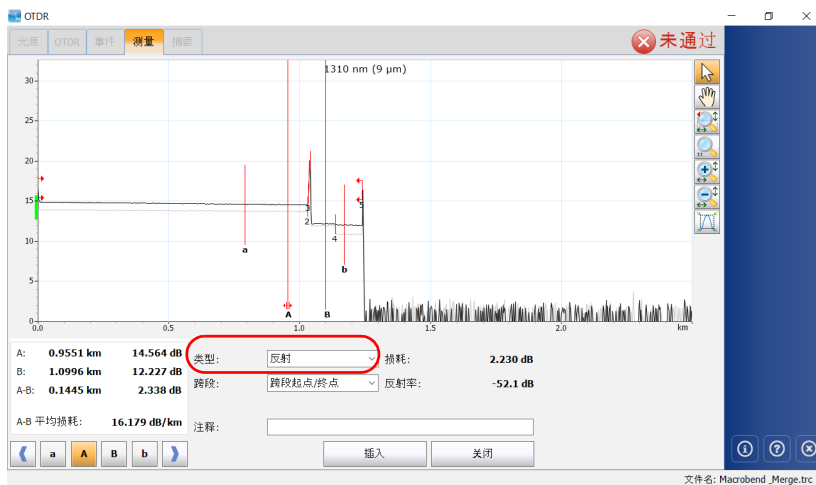 OTDR
光源 OTDR 事件 测量 摘要 未通过
1310 nm (9 µm)
30
25
20
15
10
5
0
3
2
4
5
a
b
A
B
0.0 0.5 1.0 1.5 2.0 km
A: 0.9551 km 14.564 dB
B: 1.0996 km 12.227 dB
A-B: 0.1445 km 2.338 dB
A-B 平均损耗: 16.179 dB/km
类型: 反射 损耗: 2.230 dB
跨段: 跨段起点/终点 反射率: -52.1 dB
注释:
a A B b 插入 关闭
文件名: Macrobend _Merge.trc